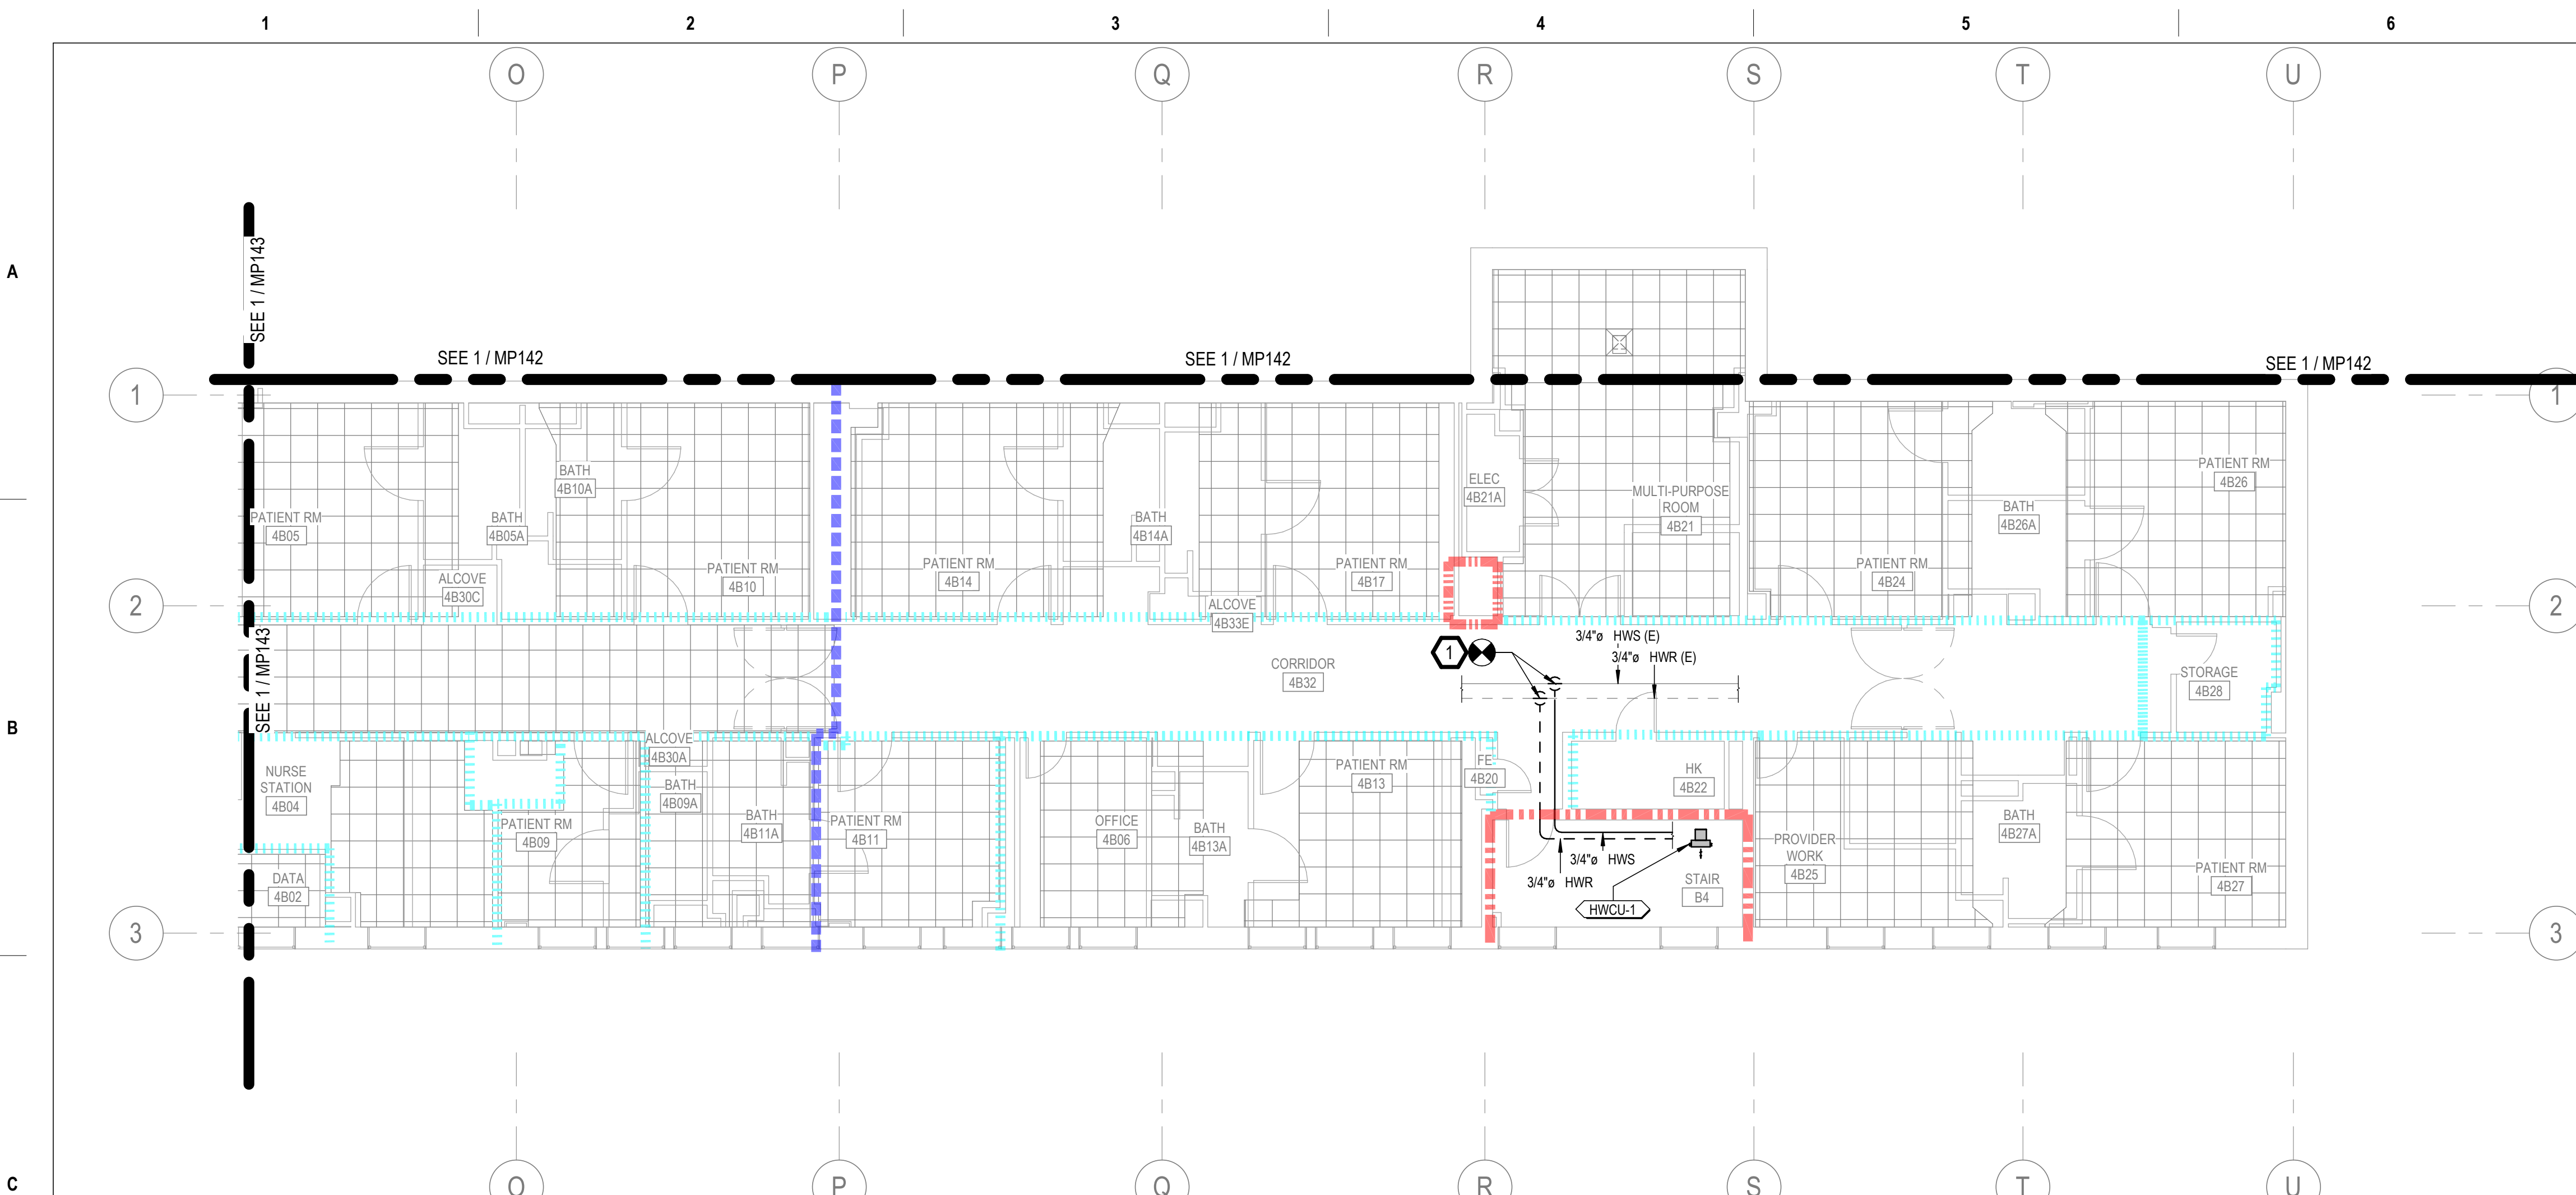 1
2
3
4
5
6
O
P
Q
R
S
T
U
A
SEE 1 / MP143
SEE 1 / MP142
SEE 1 / MP142
SEE 1 / MP142
1
1
PATIENT RM
4B05
BATH
4B05A
BATH
4B10A
ALCOVE
4B30C
PATIENT RM
4B10
PATIENT RM
4B14
BATH
4B14A
PATIENT RM
4B17
ALCOVE
4B33E
ELEC
4B21A
MULTI-PURPOSE
ROOM
4B21
PATIENT RM
4B24
BATH
4B26A
PATIENT RM
4B26
2
2
SEE 1 / MP143
B
CORRIDOR
4B32
1
3/4"ø HWS (E)
3/4"ø HWR (E)
STORAGE
4B28
NURSE
STATION
4B04
DATA
4B02
PATIENT RM
4B09
ALCOVE
4B30A
BATH
4B09A
BATH
4B11A
PATIENT RM
4B11
OFFICE
4B06
BATH
4B13A
PATIENT RM
4B13
FE
4B20
HK
4B22
3/4"ø HWS
3/4"ø HWR
HWCU-1
STAIR
B4
PROVIDER
WORK
4B25
BATH
4B27A
PATIENT RM
4B27
3
3
C
O
P
Q
R
S
T
U